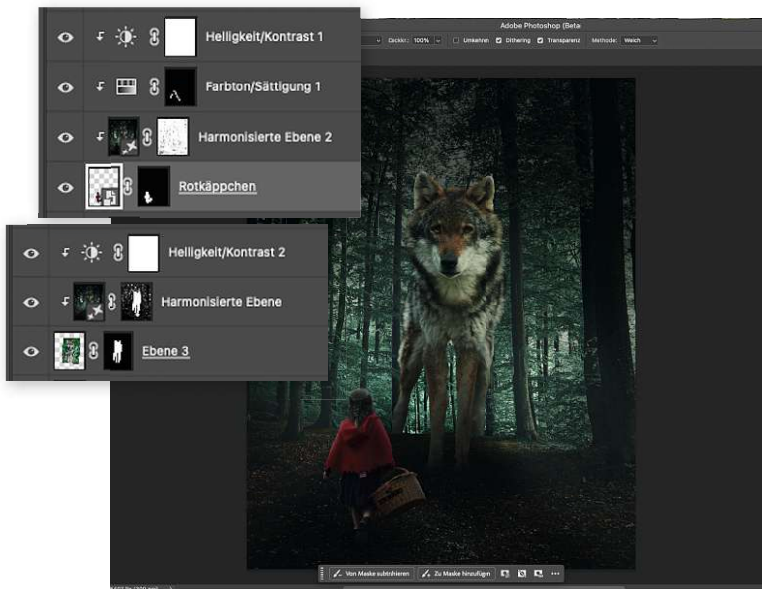 Helligkeit/Kontrast 1
Farbton/Sättigung 1
Harmonisierte Ebene 2
Rotkäppchen
Helligkeit/Kontrast 2
Harmonisierte Ebene
Ebene 3
Adobe Photoshop (Beta
100% Umkehren Dithering Transparenz Methode: Weich
Von Maske subtrahieren Zu Maske hinzufügen